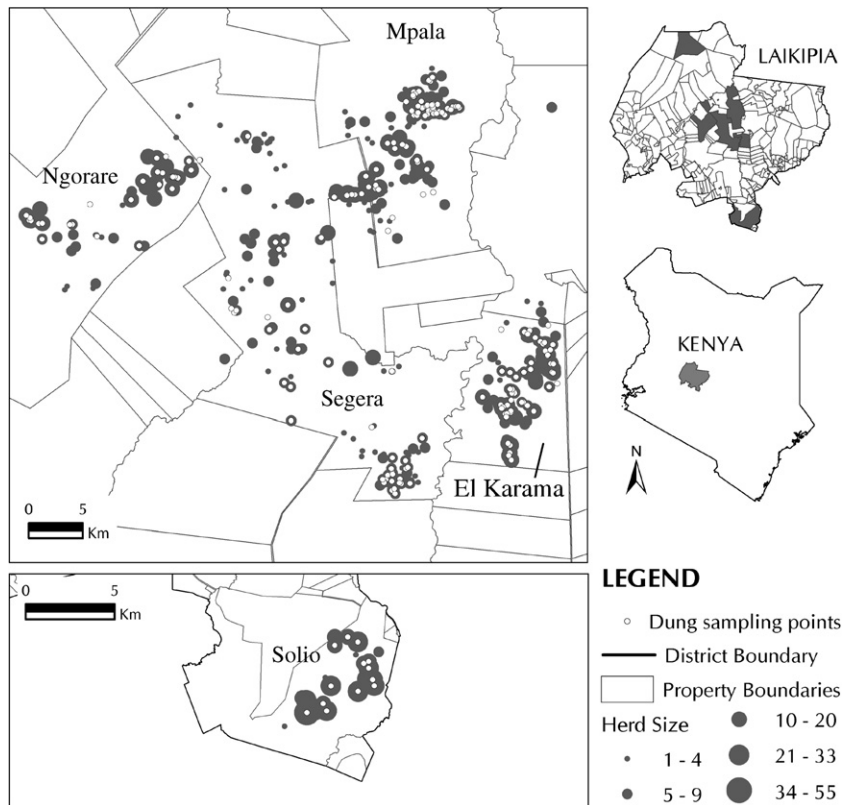 Mpala
Ngorare
Segera
El Karama
0 5
Km
LAIKIPIA
KENYA
N
0 5
Km
Solio
LEGEND
Dung sampling points
District Boundary
Property Boundaries
Herd Size
1 - 4
5 - 9
10 - 20
21 - 33
34 - 55